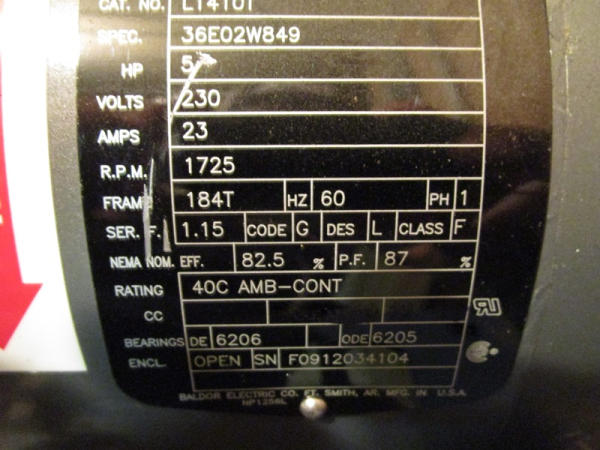 CAT. NO. L1410T
SPEC. 36E02W849
HP 5
VOLTS 230
AMPS 23
R.P.M. 1725
FRAME 184T HZ 60 PH 1
SER. F. 1.15 CODE G DES L CLASS F
NEMA NOM. EFF. 82.5 % P.F. 87 %
RATING 40C AMB-CONT
CC
BEARINGS DE 6206 ODE 6205
ENCL. OPEN SN F0912034104
BALDOR ELECTRIC CO. FT. SMITH, AR. MFG. IN U.S.A.
NP1256L